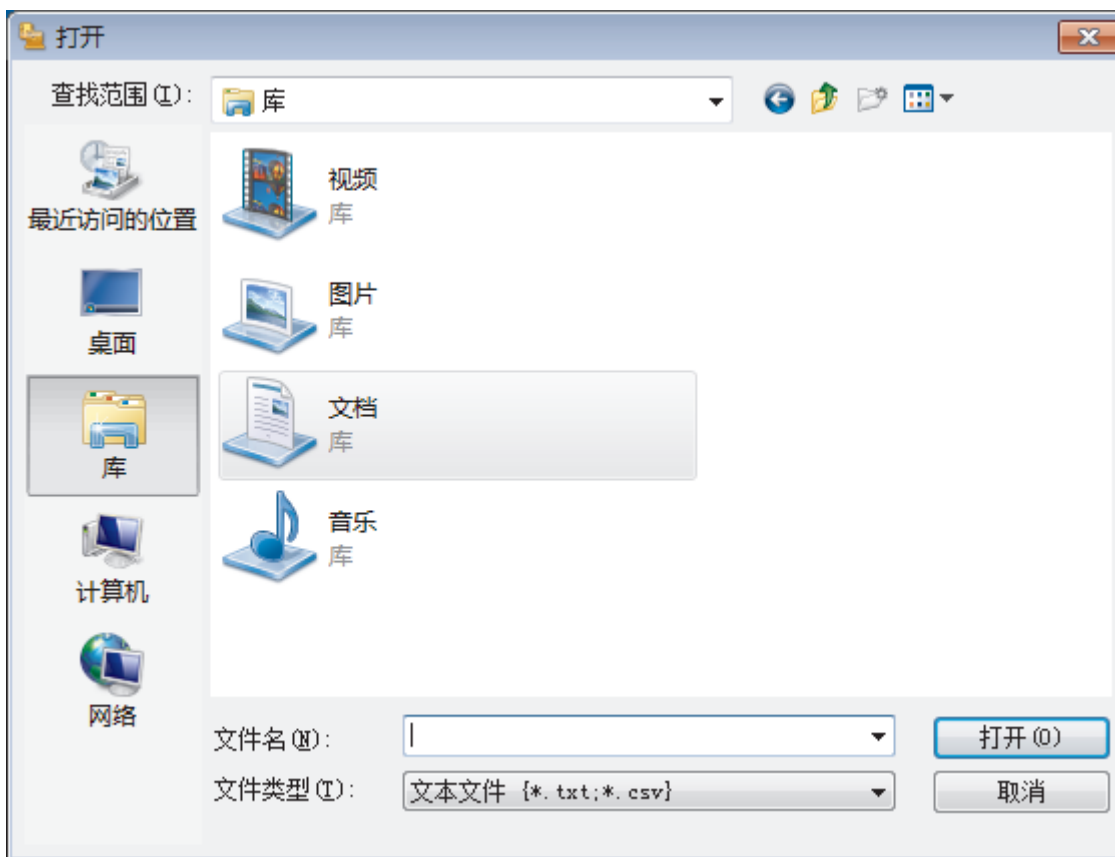 打开
查找范围(I):
库
最近访问的位置
桌面
库
计算机
网络
视频
库
图片
库
文档
库
音乐
库
文件名(N):
打开(O)
文件类型(T):
文本文件 {*.txt;*.csv}
取消